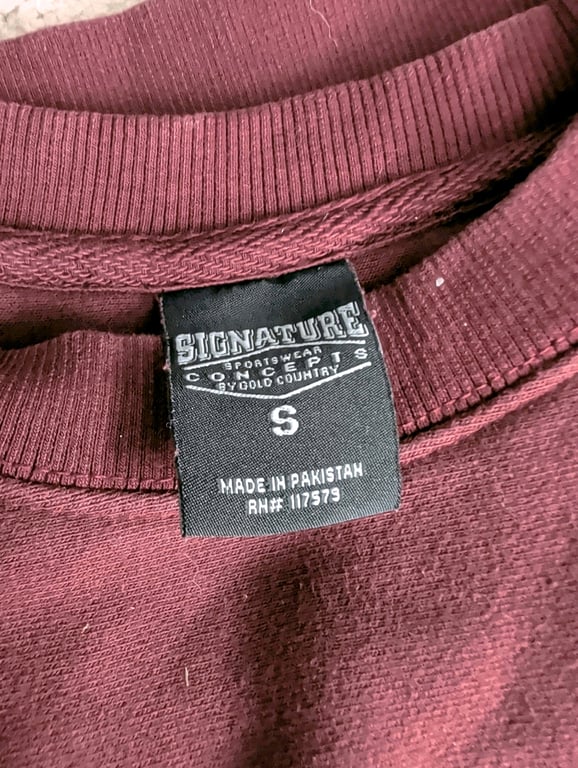 SIGNATURE
SPORTSWEAR
CONCEPTS
BY GOLD COUNTRY
S
MADE IN PAKISTAN
RN# 117579